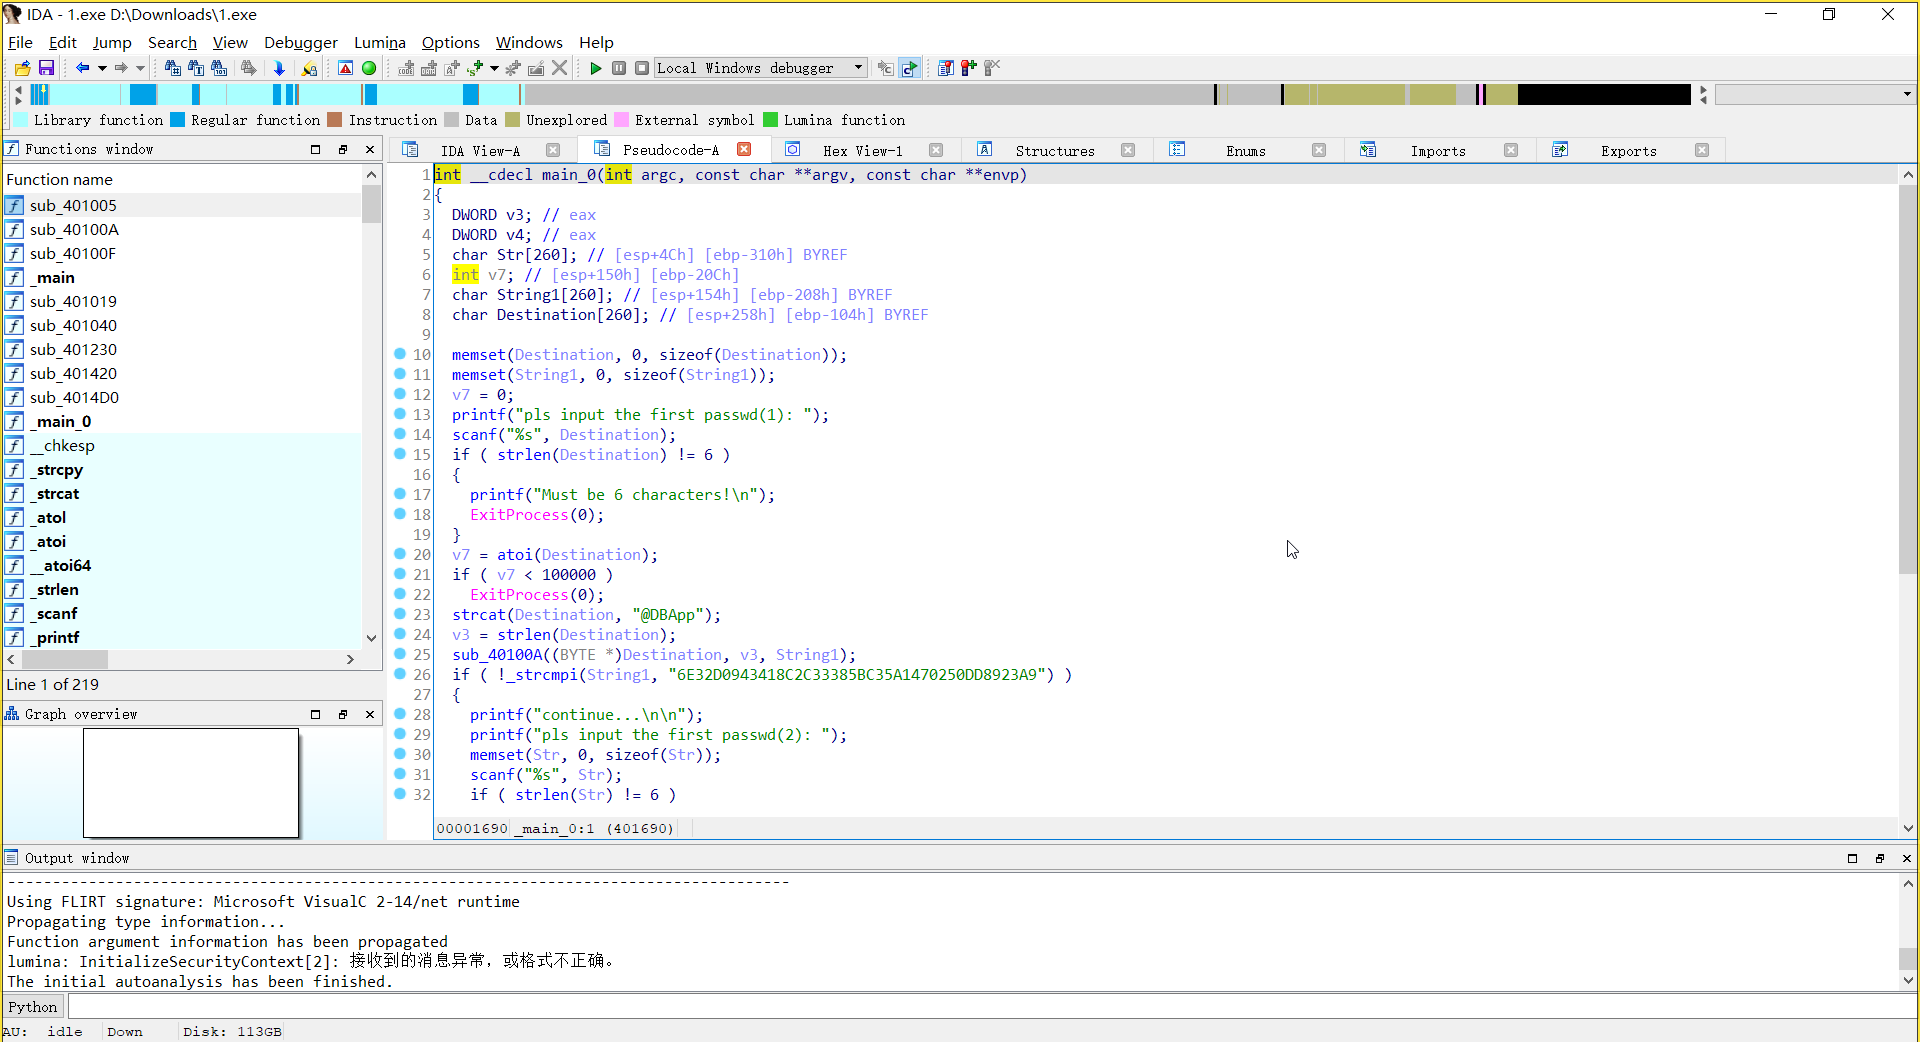 IDA - 1.exe D:\Downloads\1.exe
File Edit Jump Search View Debugger Lumina Options Windows Help
Local Windows debugger
Library function Regular function Instruction Data Unexplored External symbol Lumina function
Functions window
IDA View-A Pseudocode-A Hex View-1 Structures Enums Imports Exports
Function name
sub_401005
sub_40100A
sub_40100F
_main
sub_401019
sub_401040
sub_401230
sub_401420
sub_4014D0
_main_0
__chkesp
_strcpy
_strcat
_atol
_atoi
__atoi64
_strlen
_scanf
_printf
Line 1 of 219
Graph overview
1 int __cdecl main_0(int argc, const char **argv, const char **envp)
2 {
3 DWORD v3; // eax
4 DWORD v4; // eax
5 char Str[260]; // [esp+4Ch] [ebp-310h] BYREF
6 int v7; // [esp+150h] [ebp-20Ch]
7 char String1[260]; // [esp+154h] [ebp-208h] BYREF
8 char Destination[260]; // [esp+258h] [ebp-104h] BYREF
9
10 memset(Destination, 0, sizeof(Destination));
11 memset(String1, 0, sizeof(String1));
12 v7 = 0;
13 printf("pls input the first passwd(1): ");
14 scanf("%s", Destination);
15 if ( strlen(Destination) != 6 )
16 {
17 printf("Must be 6 characters!\n");
18 ExitProcess(0);
19 }
20 v7 = atoi(Destination);
21 if ( v7 < 100000 )
22 ExitProcess(0);
23 strcat(Destination, "@DBApp");
24 v3 = strlen(Destination);
25 sub_40100A((BYTE *)Destination, v3, String1);
26 if ( !_strcmpi(String1, "6E32D0943418C2C33385BC35A1470250DD8923A9") )
27 {
28 printf("continue...\n\n");
29 printf("pls input the first passwd(2): ");
30 memset(Str, 0, sizeof(Str));
31 scanf("%s", Str);
32 if ( strlen(Str) != 6 )
00001690 _main_0:1 (401690)
Output window
---------------------------------------------------------------------------------------
Using FLIRT signature: Microsoft VisualC 2-14/net runtime
Propagating type information...
Function argument information has been propagated
lumina: InitializeSecurityContext[2]: 接收到的消息异常，或格式不正确。
The initial autoanalysis has been finished.
Python
AU: idle Down Disk: 113GB